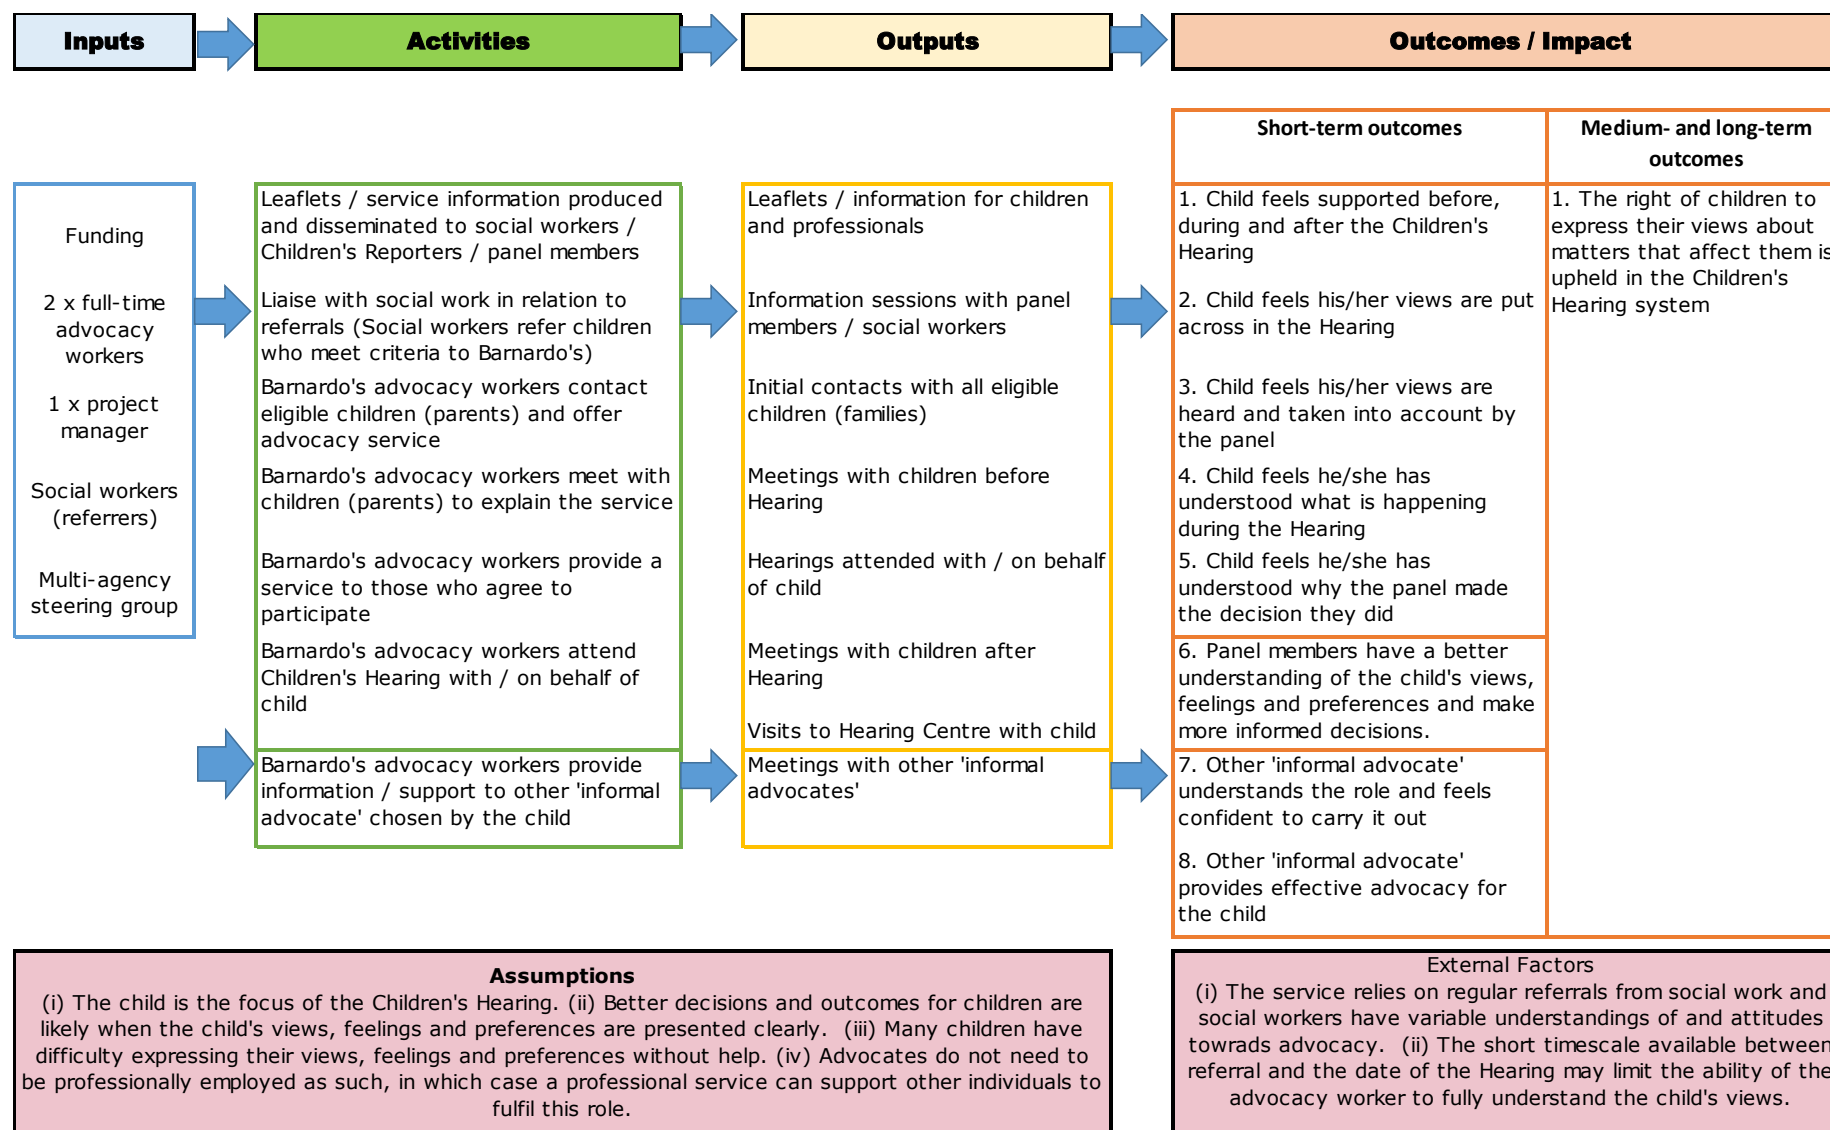 Inputs
Activities
Outputs
Outcomes / Impact
Short-term outcomes
Medium- and long-term
outcomes
Funding
2 x full-time
advocacy
workers
1 x project
manager
Social workers
(referrers)
Multi-agency
steering group
Leaflets / service information produced
and disseminated to social workers /
Children's Reporters / panel members
Liaise with social work in relation to
referrals (Social workers refer children
who meet criteria to Barnardo's)
Barnardo's advocacy workers contact
eligible children (parents) and offer
advocacy service
Barnardo's advocacy workers meet with
children (parents) to explain the service
Barnardo's advocacy workers provide a
service to those who agree to
participate
Barnardo's advocacy workers attend
Children's Hearing with / on behalf of
child
Barnardo's advocacy workers provide
information / support to other 'informal
advocate' chosen by the child
Leaflets / information for children
and professionals
Information sessions with panel
members / social workers
Initial contacts with all eligible
children (families)
Meetings with children before
Hearing
Hearings attended with / on behalf
of child
Meetings with children after
Hearing
Visits to Hearing Centre with child
Meetings with other 'informal
advocates'
1. Child feels supported before,
during and after the Children's
Hearing
2. Child feels his/her views are put
across in the Hearing
3. Child feels his/her views are
heard and taken into account by
the panel
4. Child feels he/she has
understood what is happening
during the Hearing
5. Child feels he/she has
understood why the panel made
the decision they did
6. Panel members have a better
understanding of the child's views,
feelings and preferences and make
more informed decisions.
7. Other 'informal advocate'
understands the role and feels
confident to carry it out
8. Other 'informal advocate'
provides effective advocacy for
the child
1. The right of children to
express their views about
matters that affect them is
upheld in the Children's
Hearing system
Assumptions
(i) The child is the focus of the Children's Hearing. (ii) Better decisions and outcomes for children are
likely when the child's views, feelings and preferences are presented clearly. (iii) Many children have
difficulty expressing their views, feelings and preferences without help. (iv) Advocates do not need to
be professionally employed as such, in which case a professional service can support other individuals to
fulfil this role.
External Factors
(i) The service relies on regular referrals from social work and
social workers have variable understandings of and attitudes
towrads advocacy. (ii) The short timescale available between
referral and the date of the Hearing may limit the ability of the
advocacy worker to fully understand the child's views.